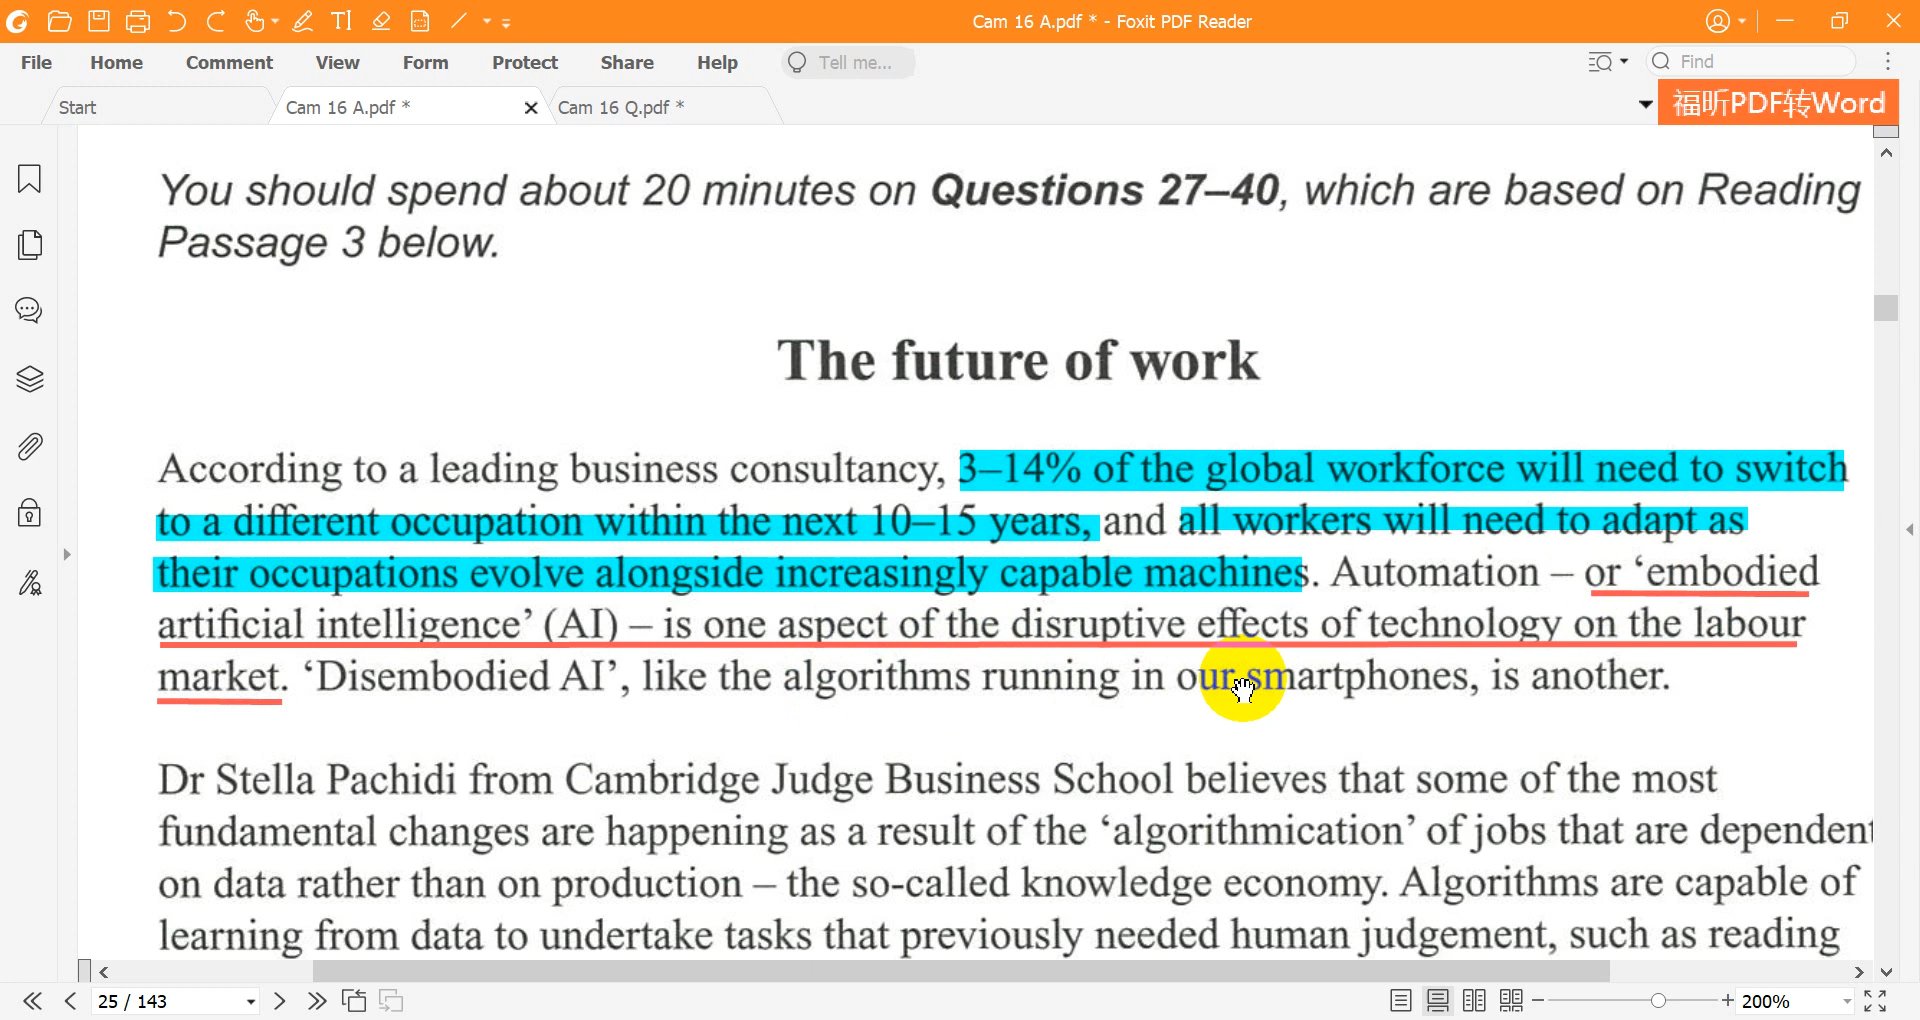 Cam 16 A.pdf * - Foxit PDF Reader
File Home Comment View Form Protect Share Help Tell me... Find
Start Cam 16 A.pdf * Cam 16 Q.pdf * 福昕PDF转Word
You should spend about 20 minutes on Questions 27–40, which are based on Reading
Passage 3 below.
The future of work
According to a leading business consultancy, 3–14% of the global workforce will need to switch
to a different occupation within the next 10–15 years, and all workers will need to adapt as
their occupations evolve alongside increasingly capable machines. Automation – or ‘embodied
artificial intelligence’ (AI) – is one aspect of the disruptive effects of technology on the labour
market. ‘Disembodied AI’, like the algorithms running in our smartphones, is another.
Dr Stella Pachidi from Cambridge Judge Business School believes that some of the most
fundamental changes are happening as a result of the ‘algorithmication’ of jobs that are dependent
on data rather than on production – the so-called knowledge economy. Algorithms are capable of
learning from data to undertake tasks that previously needed human judgement, such as reading
25 / 143 200%